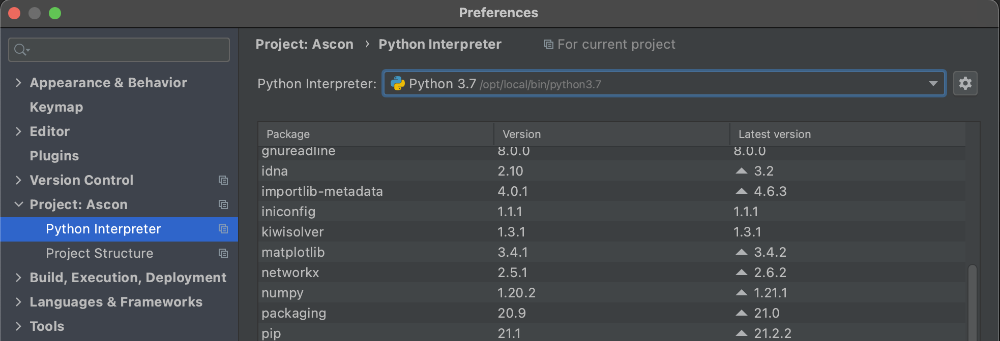 Preferences
Project: Ascon › Python Interpreter For current project
Python Interpreter: Python 3.7 /opt/local/bin/python3.7
Appearance & Behavior
Keymap
Editor
Plugins
Version Control
Project: Ascon
Python Interpreter
Project Structure
Build, Execution, Deployment
Languages & Frameworks
Tools
Package Version Latest version
gnureadline 8.0.0 8.0.0
idna 2.10 3.2
importlib-metadata 4.0.1 4.6.3
iniconfig 1.1.1 1.1.1
kiwisolver 1.3.1 1.3.1
matplotlib 3.4.1 3.4.2
networkx 2.5.1 2.6.2
numpy 1.20.2 1.21.1
packaging 20.9 21.0
pip 21.1 21.2.2